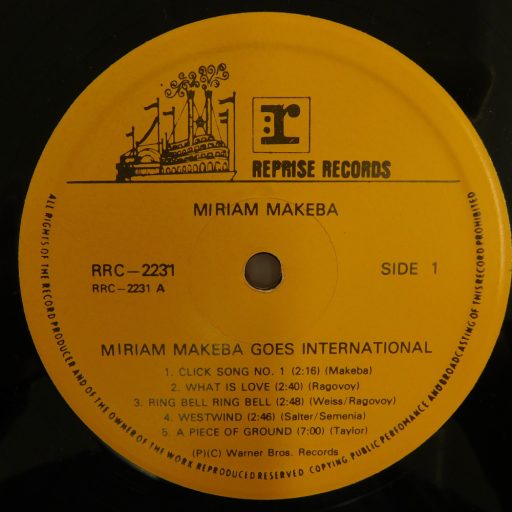 r
REPRISE RECORDS
MIRIAM MAKEBA
RRC-2231
RRC-2231 A
SIDE 1
MIRIAM MAKEBA GOES INTERNATIONAL
1. CLICK SONG NO. 1 (2:16) (Makeba)
2. WHAT IS LOVE (2:40) (Ragovoy)
3. RING BELL RING BELL (2:48) (Weiss/Ragovoy)
4. WESTWIND (2:46) (Salter/Semenia)
5. A PIECE OF GROUND (7:00) (Taylor)
(P)(C) Warner Bros. Records
ALL RIGHTS OF THE RECORD PRODUCER AND OF THE OWNER OF THE WORK REPRODUCED RESERVED COPYING, PUBLIC PERFOMANCE AND BROADCASTING OF THIS RECORD PROHIBITED